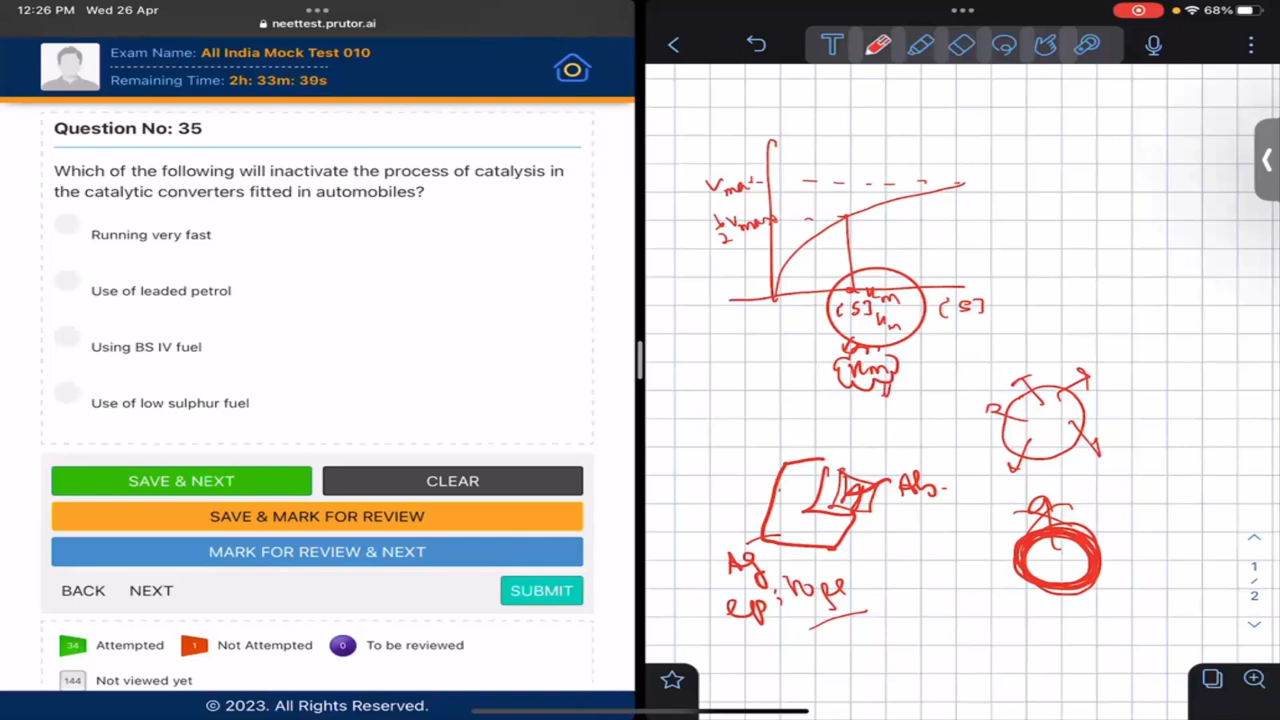 12:26 PM Wed 26 Apr
neettest.prutor.ai
68%
Exam Name: All India Mock Test 010
Remaining Time: 2h: 33m: 39s
Question No: 35
Which of the following will inactivate the process of catalysis in
the catalytic converters fitted in automobiles?
Running very fast
Use of leaded petrol
Using BS IV fuel
Use of low sulphur fuel
SAVE & NEXT
CLEAR
SAVE & MARK FOR REVIEW
MARK FOR REVIEW & NEXT
BACK
NEXT
SUBMIT
34 Attempted
1 Not Attempted
0 To be reviewed
144 Not viewed yet
© 2023. All Rights Reserved.
T
Vmax
1/2 Vmax
Km
[S]
Km
[S]
Km
Ab.
Ag
1
/
2